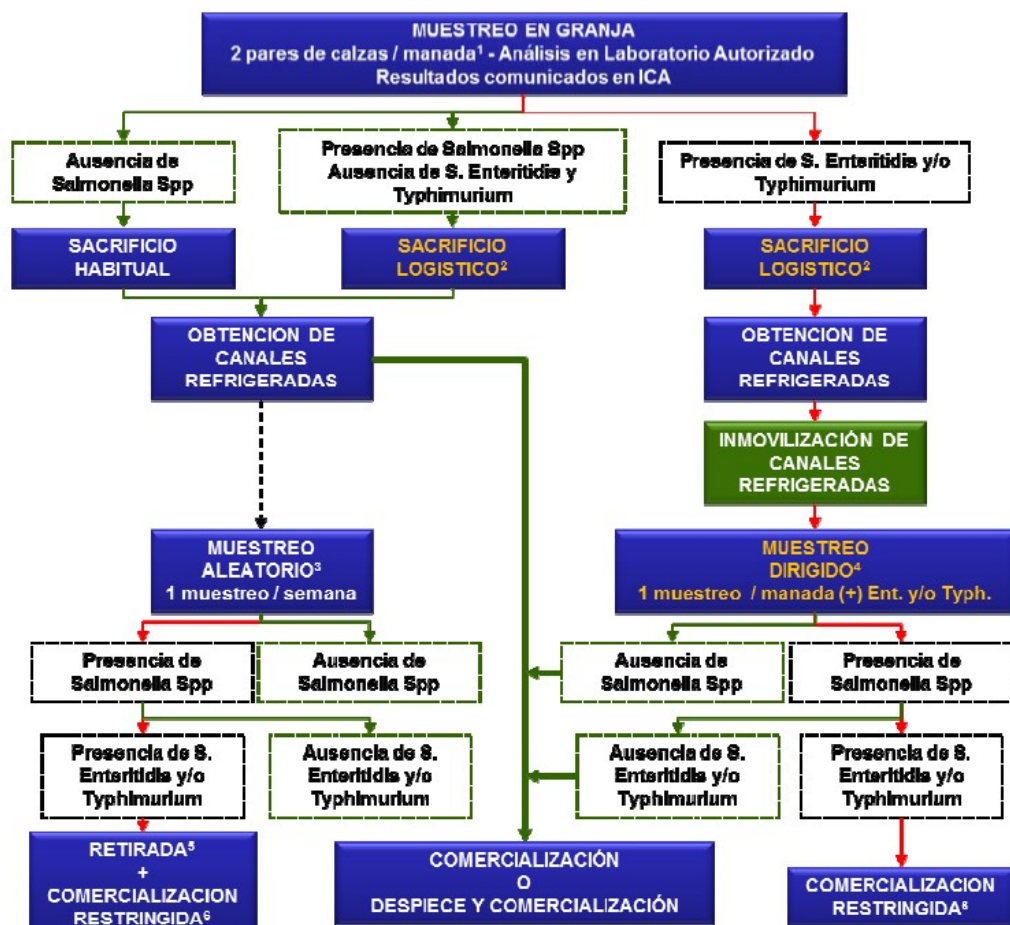 MUESTREO EN GRANJA
2 pares de calzas / manada¹ - Análisis en Laboratorio Autorizado
Resultados comunicados en ICA
Ausencia de
Salmonella Spp
Presencia de Salmonella Spp
Ausencia de S. Enteritidis y
Typhimurium
Presencia de S. Enteritidis y/o
Typhimurium
SACRIFICIO
HABITUAL
SACRIFICIO
LOGISTICO²
SACRIFICIO
LOGISTICO²
OBTENCION DE
CANALES
REFRIGERADAS
OBTENCION DE
CANALES
REFRIGERADAS
INMOVILIZACIÓN DE
CANALES
REFRIGERADAS
MUESTREO
ALEATORIO³
1 muestreo / semana
MUESTREO
DIRIGIDO⁴
1 muestreo / manada (+) Ent. y/o Typh.
Presencia de
Salmonella Spp
Ausencia de
Salmonella Spp
Ausencia de
Salmonella Spp
Presencia de
Salmonella Spp
Presencia de S.
Enteritidis y/o
Typhimurium
Ausencia de S.
Enteritidis y/o
Typhimurium
Ausencia de S.
Enteritidis y/o
Typhimurium
Presencia de S.
Enteritidis y/o
Typhimurium
RETIRADA⁵
+
COMERCIALIZACION
RESTRINGIDA⁶
COMERCIALIZACIÓN
O
DESPIECE Y COMERCIALIZACIÓN
COMERCIALIZACION
RESTRINGIDA⁶